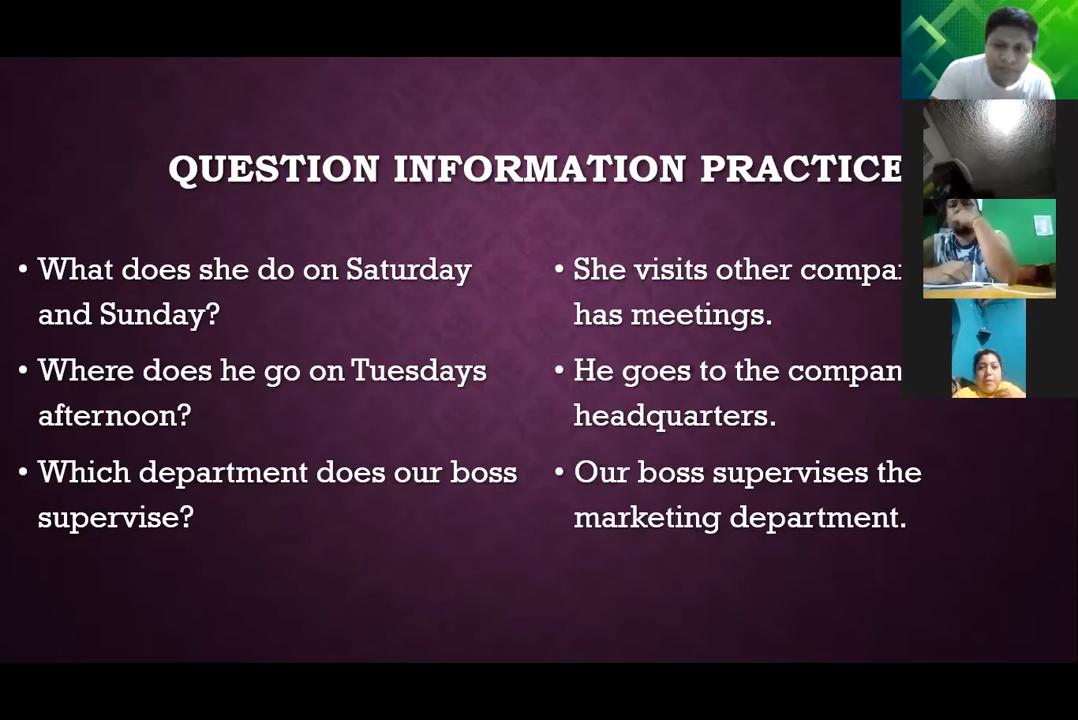 QUESTION INFORMATION PRACTICE
• What does she do on Saturday
and Sunday?
• Where does he go on Tuesdays
afternoon?
• Which department does our boss
supervise?
• She visits other
has meetings.
• He goes to the
headquarters.
• Our boss supervises the
marketing department.